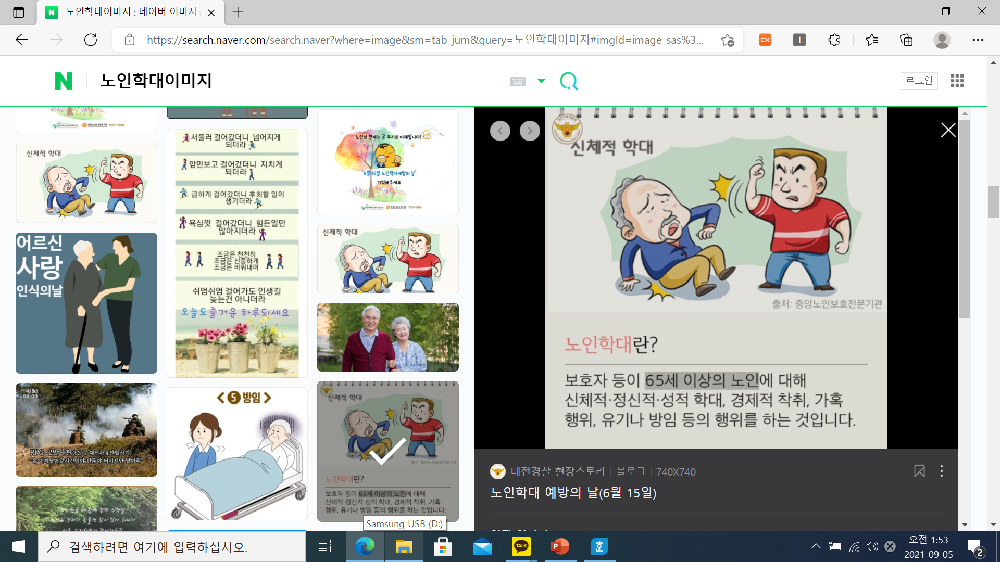 노인학대이미지 : 네이버 이미지
https://search.naver.com/search.naver?where=image&sm=tab_jum&query=노인학대이미지#imgId=image_sas%3...
EX
노인학대이미지
로그인
1577-1389
신체적 학대
어르신
사랑
인식의날
4(월)
08:00
RPG-2발사관(63) / 대전차유탄발사기
서둘러 걸어갔더니 넘어지게
되더라
앞만보고 걸어갔더니 지치게
되더라
급하게 걸어갔더니 후회할 일이
생기더라
욕심껏 걸어갔더니 힘든일만
많아지더라
조금은 천천히
조금은 신중하게
조금은 비워내며
쉬엄쉬엄 걸어가도 인생길
늦는건 아니더라
오늘도 즐거운 하루되세요
< 5 방임 >
노인의 현재는 곧 우리의 미래입니다!
'6월 15일 노인학대예방의 날'
기억해주세요
1577-1389
신체적 학대
신체적 학대
출처: 중앙노인보호전문기관
노인학대란?
보호자 등이 65세 이상의 노인에 대해
신체적·정신적·성적 학대, 경제적 착취, 가혹
행위, 유기나 방임 등의 행위를 하는 것입니다.
Samsung USB (D:)
신체적 학대
출처: 중앙노인보호전문기관
노인학대란?
보호자 등이 65세 이상의 노인에 대해
신체적·정신적·성적 학대, 경제적 착취, 가혹
행위, 유기나 방임 등의 행위를 하는 것입니다.
대전경찰 현장스토리 | 블로그 | 740X740
노인학대 예방의 날(6월 15일)
검색하려면 여기에 입력하십시오.
TALK
P
호
오전 1:53
2021-09-05
2